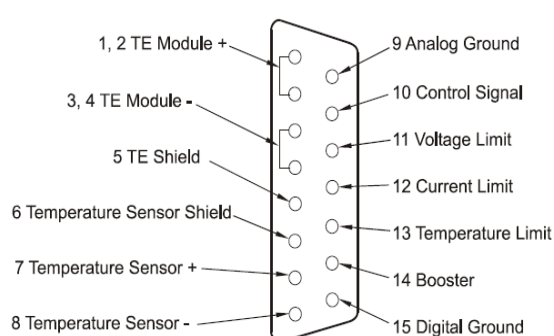 1, 2 TE Module +
3, 4 TE Module -
5 TE Shield
6 Temperature Sensor Shield
7 Temperature Sensor +
8 Temperature Sensor -
9 Analog Ground
10 Control Signal
11 Voltage Limit
12 Current Limit
13 Temperature Limit
14 Booster
15 Digital Ground